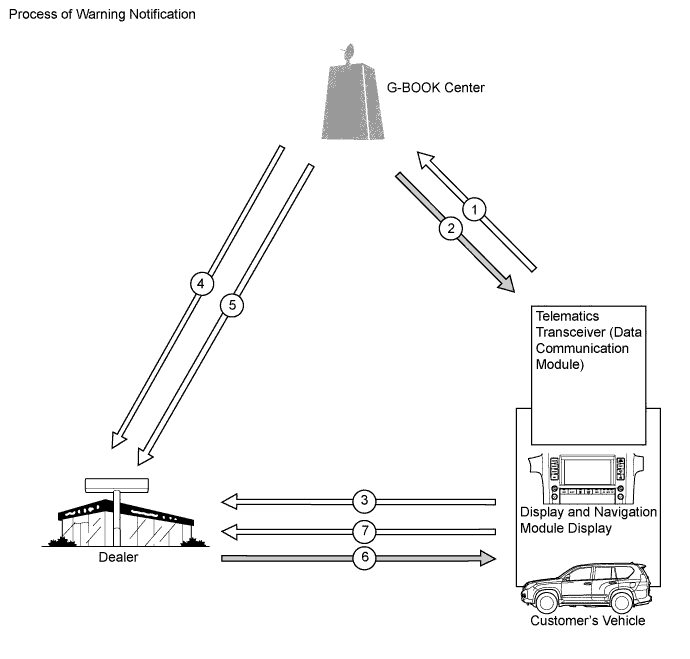 Process of Warning Notification
G-BOOK Center
1
2
4
5
Telematics
Transceiver (Data
Communication
Module)
3
7
6
Display and Navigation
Module Display
Dealer
Customer's Vehicle